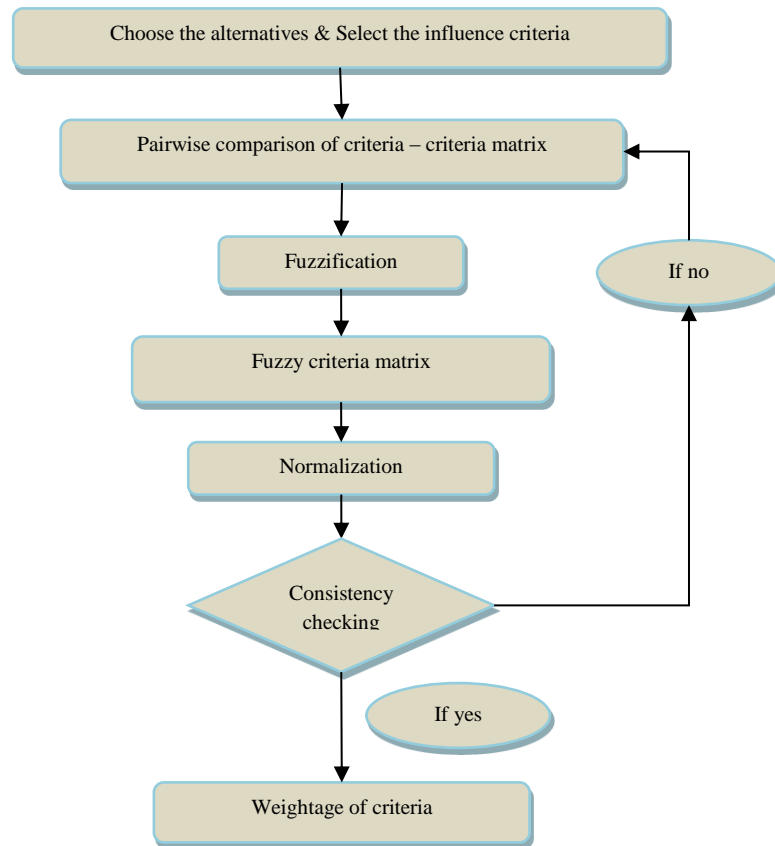 Choose the alternatives & Select the influence criteria
Pairwise comparison of criteria – criteria matrix
Fuzzification
If no
Fuzzy criteria matrix
Normalization
Consistency
checking
If yes
Weightage of criteria